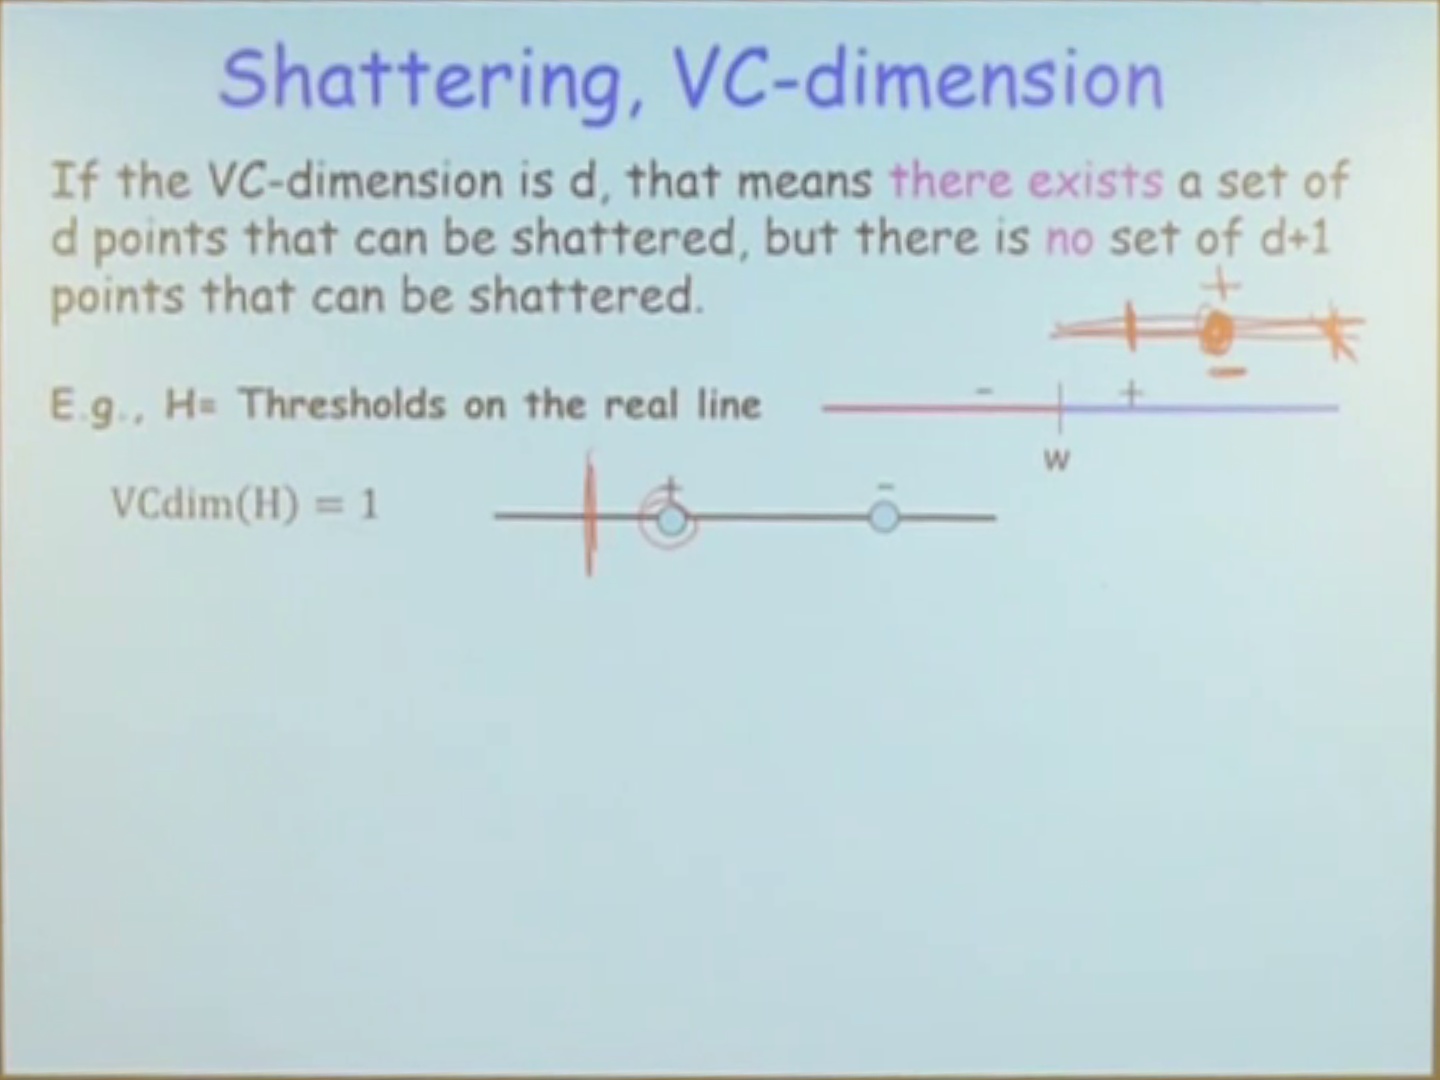 Shattering, VC-dimension
If the VC-dimension is d, that means there exists a set of
d points that can be shattered, but there is no set of d+1
points that can be shattered.
+
-
E.g., H= Thresholds on the real line
- +
w
VCdim(H) = 1
+ -